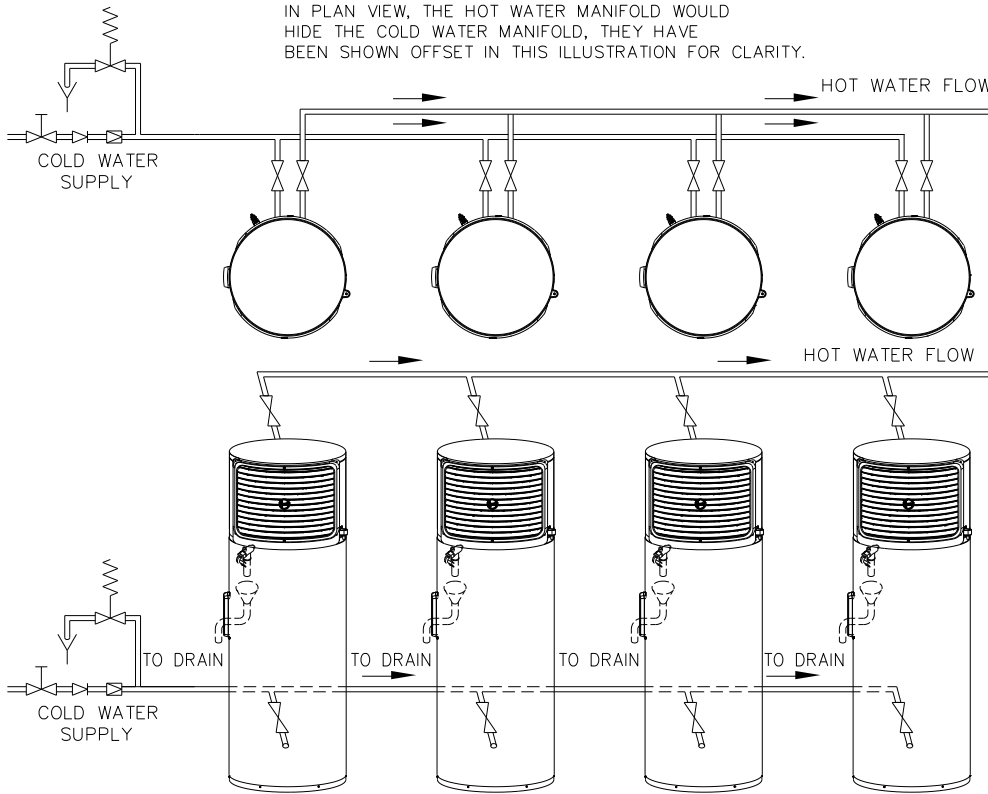 IN PLAN VIEW, THE HOT WATER MANIFOLD WOULD
HIDE THE COLD WATER MANIFOLD, THEY HAVE
BEEN SHOWN OFFSET IN THIS ILLUSTRATION FOR CLARITY.
HOT WATER FLOW
COLD WATER
SUPPLY
HOT WATER FLOW
TO DRAIN
TO DRAIN
TO DRAIN
TO DRAIN
COLD WATER
SUPPLY